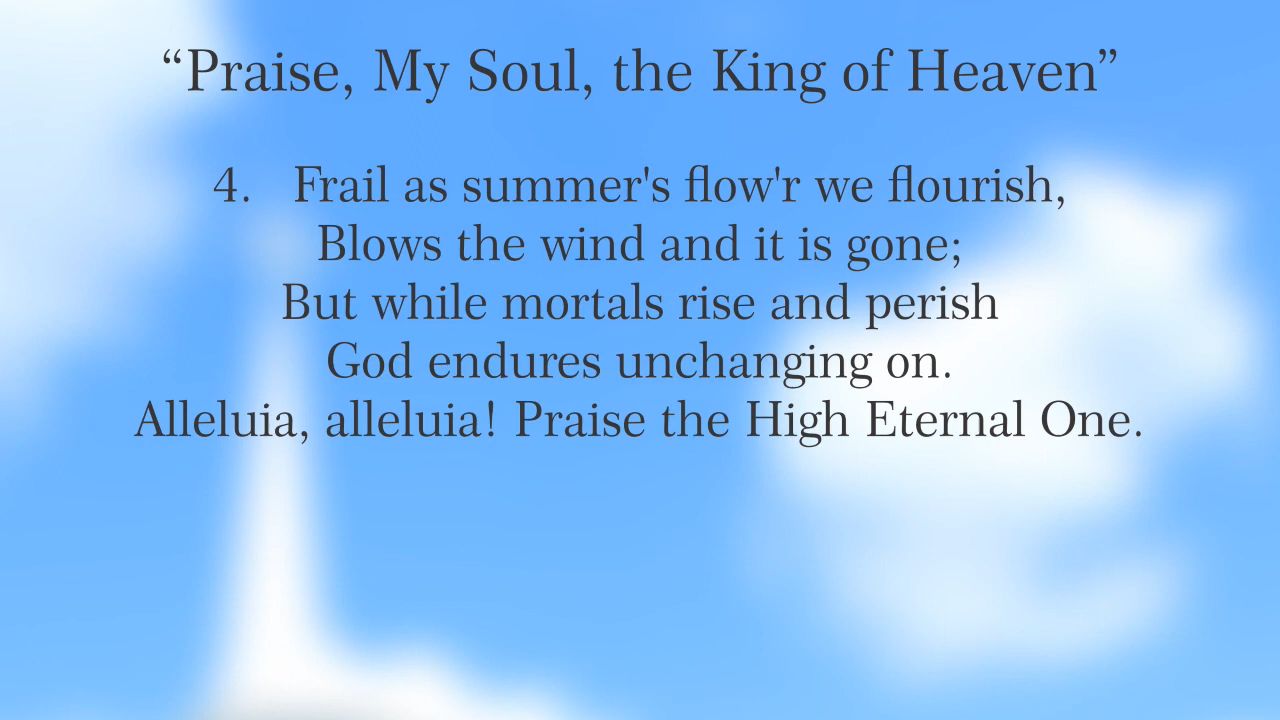 “Praise, My Soul, the King of Heaven”
4. Frail as summer's flow'r we flourish,
Blows the wind and it is gone;
But while mortals rise and perish
God endures unchanging on.
Alleluia, alleluia! Praise the High Eternal One.